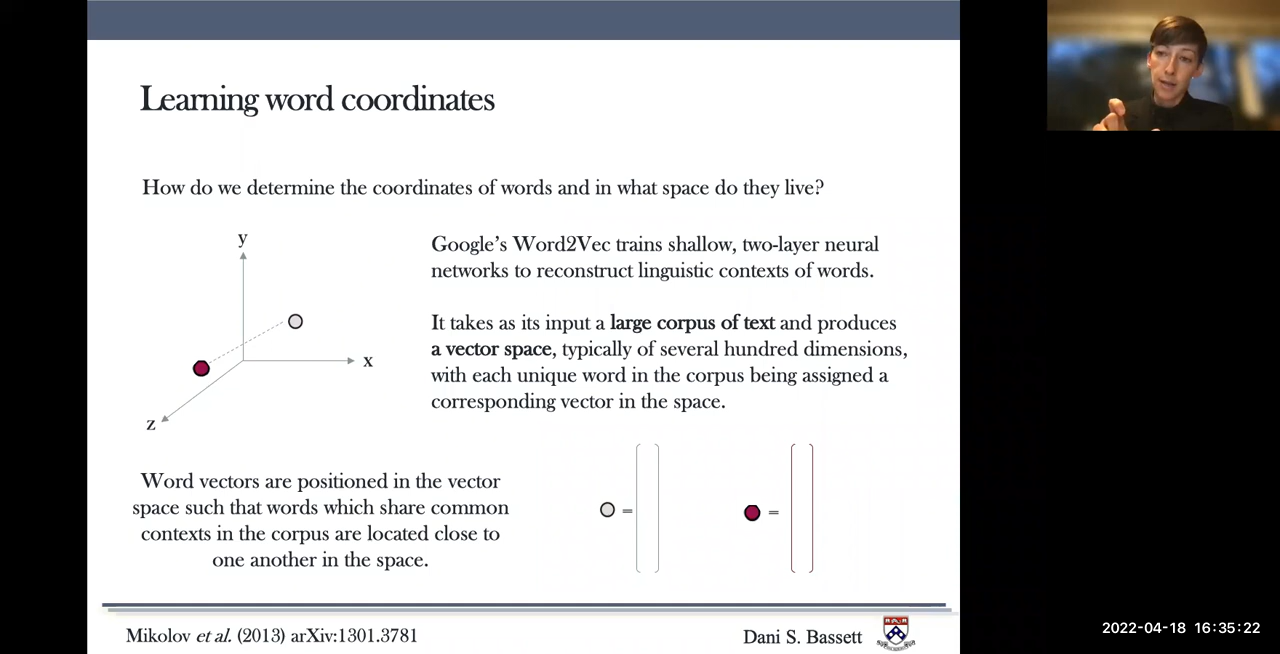 Learning word coordinates
How do we determine the coordinates of words and in what space do they live?
y
x
z
Google's Word2Vec trains shallow, two-layer neural
networks to reconstruct linguistic contexts of words.
It takes as its input a large corpus of text and produces
a vector space, typically of several hundred dimensions,
with each unique word in the corpus being assigned a
corresponding vector in the space.
Word vectors are positioned in the vector
space such that words which share common
contexts in the corpus are located close to
one another in the space.
=
=
Mikolov et al. (2013) arXiv:1301.3781
Dani S. Bassett
2022-04-18 16:35:22